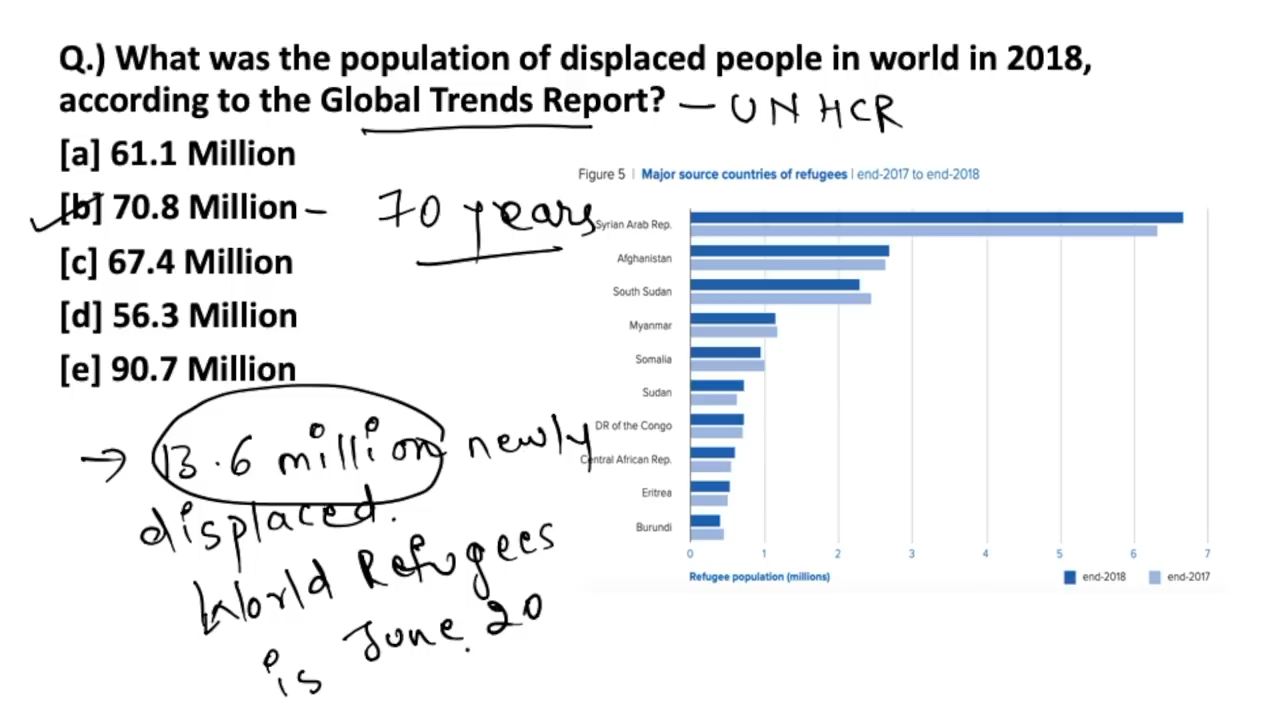 Q.) What was the population of displaced people in world in 2018,
according to the Global Trends Report? — UNHCR
[a] 61.1 Million
[b] 70.8 Million – 70 years
[c] 67.4 Million
[d] 56.3 Million
[e] 90.7 Million
→ 13.6 million newly
displaced.
World Refugees
is June 20
Figure 5 | Major source countries of refugees | end-2017 to end-2018
Syrian Arab Rep.
Afghanistan
South Sudan
Myanmar
Somalia
Sudan
DR of the Congo
Central African Rep.
Eritrea
Burundi
0 1 2 3 4 5 6 7
Refugee population (millions) end-2018 end-2017